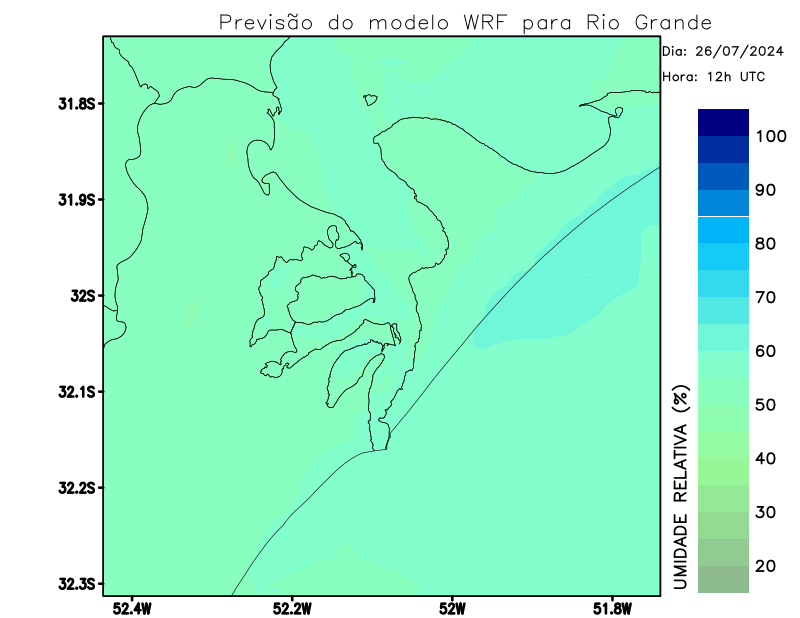 Previsão do modelo WRF para Rio Grande
Dia: 26/07/2024
Hora: 12h UTC
31.8S
31.9S
32S
32.1S
32.2S
32.3S
52.4W
52.2W
52W
51.8W
100
90
80
70
60
50
40
30
20
UMIDADE RELATIVA (%)